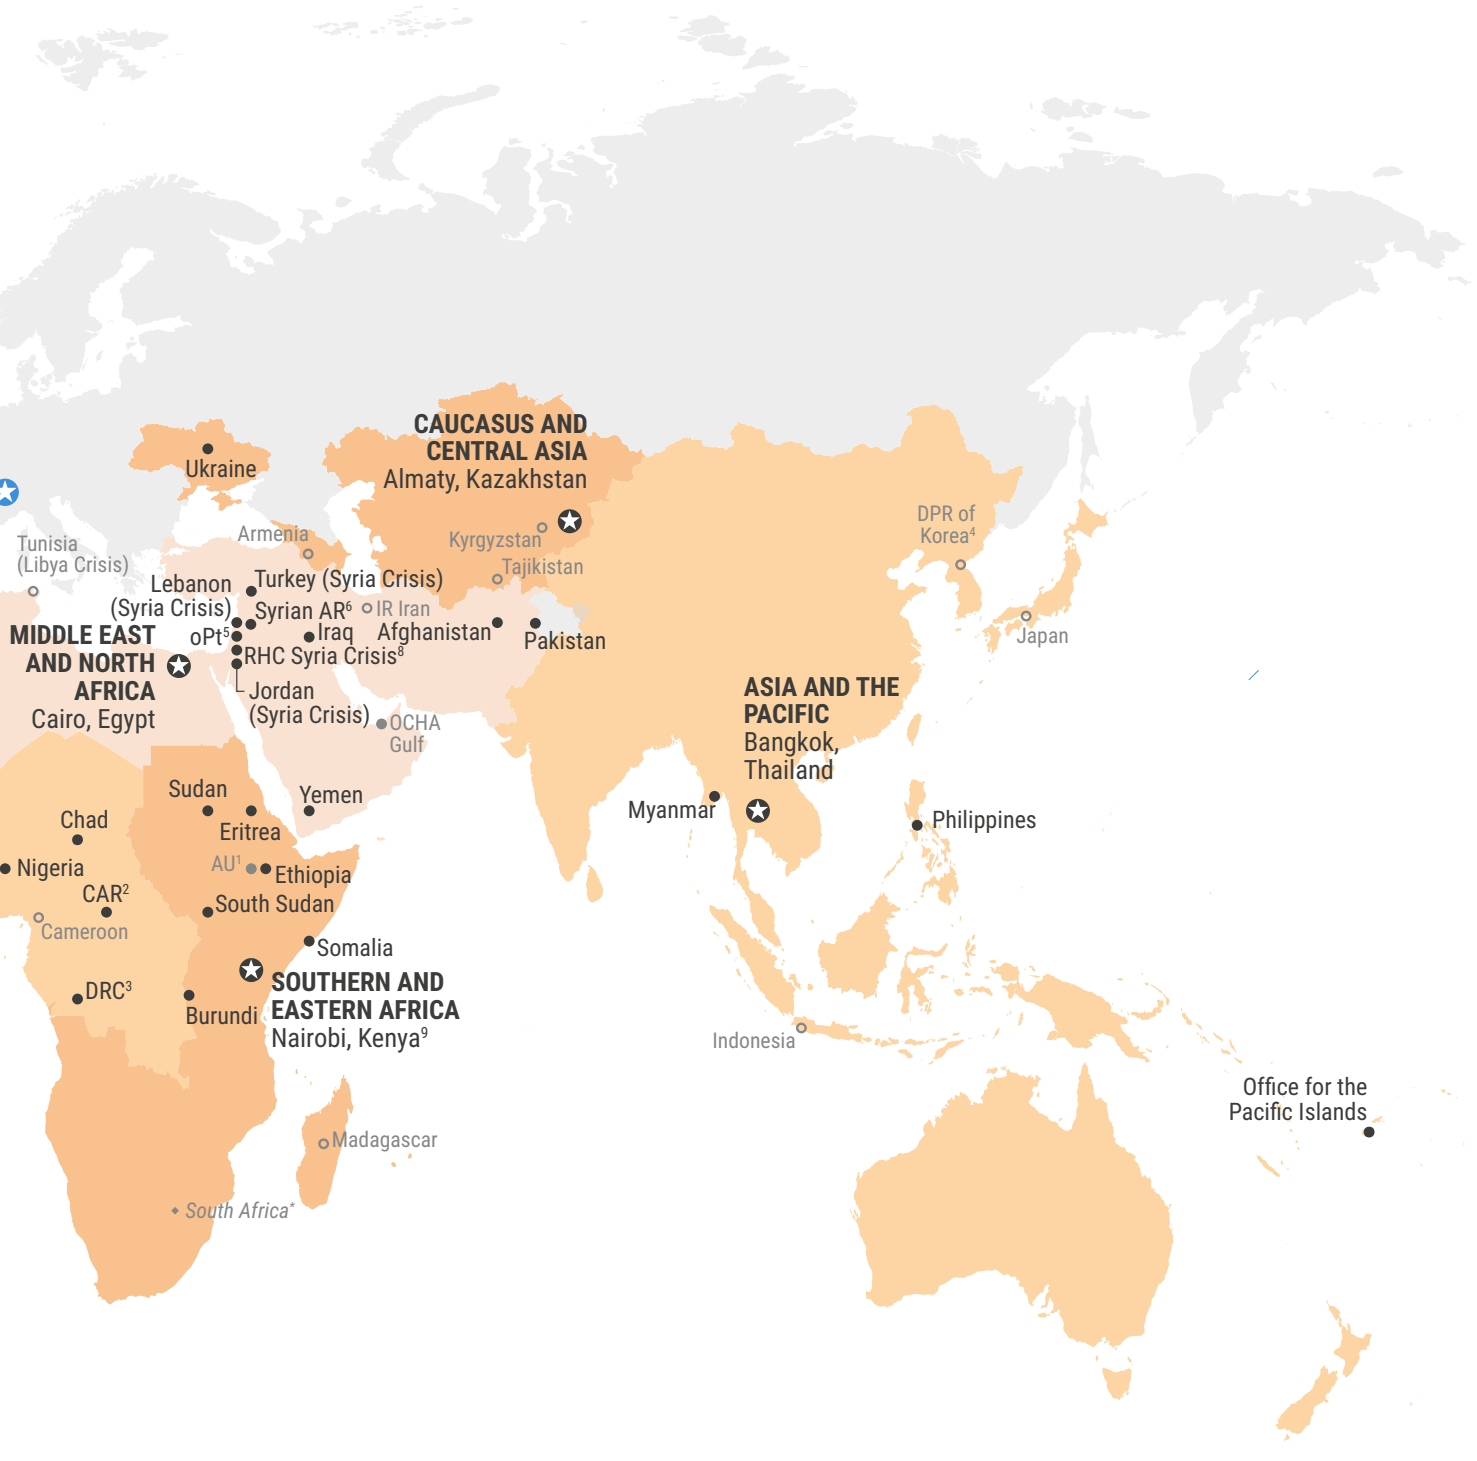 CAUCASUS AND
CENTRAL ASIA
Almaty, Kazakhstan
Ukraine
Armenia
Kyrgyzstan
Tajikistan
Tunisia
(Libya Crisis)
Lebanon
(Syria Crisis)
Turkey (Syria Crisis)
Syrian AR⁶
IR Iran
oPt⁵
Iraq
Afghanistan
Pakistan
RHC Syria Crisis⁸
MIDDLE EAST
AND NORTH
AFRICA
Cairo, Egypt
Jordan
(Syria Crisis)
OCHA
Gulf
DPR of
Korea⁴
Japan
ASIA AND THE
PACIFIC
Bangkok,
Thailand
Myanmar
Philippines
Sudan
Yemen
Chad
Eritrea
Nigeria
AU¹
Ethiopia
CAR²
South Sudan
Cameroon
Somalia
SOUTHERN AND
EASTERN AFRICA
Nairobi, Kenya⁹
DRC³
Burundi
Indonesia
Office for the
Pacific Islands
Madagascar
South Africa*